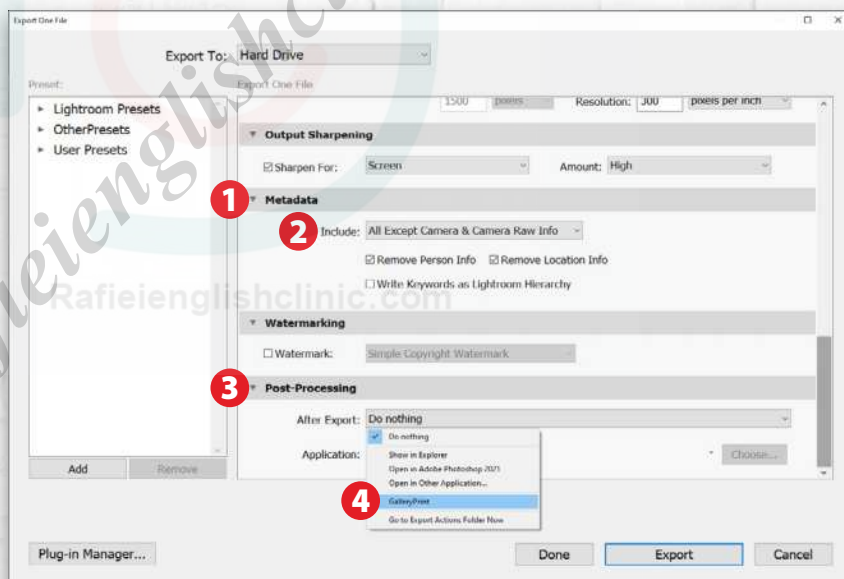 Export One File
Export To: Hard Drive
Preset: Export One File
1500 pixels Resolution: 300 pixels per inch
Lightroom Presets
OtherPresets
User Presets
Output Sharpening
Sharpen For: Screen Amount: High
1 Metadata
2 Include: All Except Camera & Camera Raw Info
Remove Person Info Remove Location Info
Write Keywords as Lightroom Hierarchy
Rafieienglishclinic.com
Watermarking
Watermark: Simple Copyright Watermark
3 Post-Processing
After Export: Do nothing
Do nothing
Application: Choose...
Show in Explorer
Open in Adobe Photoshop 2021
Open in Other Application...
4 GalleryPrint
Go to Export Actions Folder Now
Add Remove
Plug-in Manager... Done Export Cancel